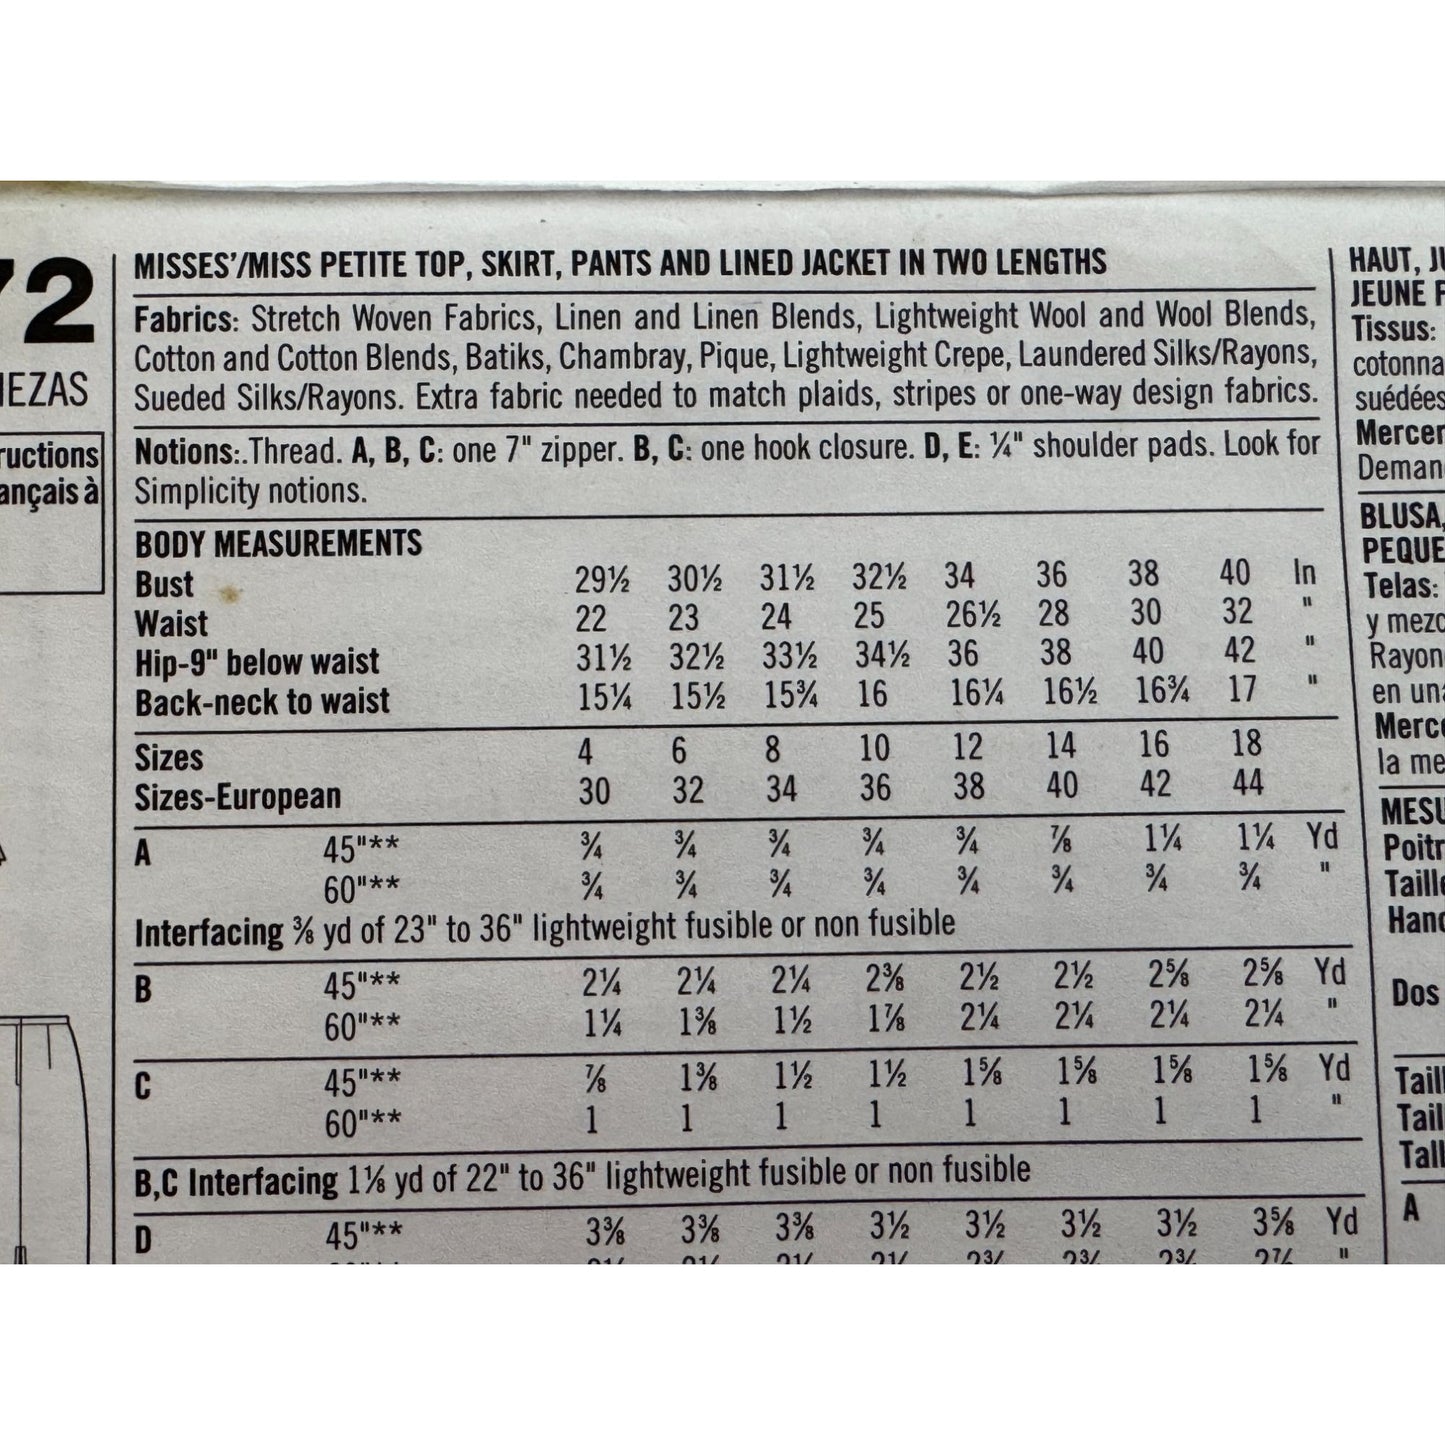 72
IEZAS
ructions
ançais à
MISSES'/MISS PETITE TOP, SKIRT, PANTS AND LINED JACKET IN TWO LENGTHS
Fabrics: Stretch Woven Fabrics, Linen and Linen Blends, Lightweight Wool and Wool Blends,
Cotton and Cotton Blends, Batiks, Chambray, Pique, Lightweight Crepe, Laundered Silks/Rayons,
Sueded Silks/Rayons. Extra fabric needed to match plaids, stripes or one-way design fabrics.
Notions:.Thread. A, B, C: one 7" zipper. B, C: one hook closure. D, E: ¼" shoulder pads. Look for
Simplicity notions.
BODY MEASUREMENTS
Bust 29½ 30½ 31½ 32½ 34 36 38 40 In
Waist 22 23 24 25 26½ 28 30 32 "
Hip-9" below waist 31½ 32½ 33½ 34½ 36 38 40 42 "
Back-neck to waist 15¼ 15½ 15¾ 16 16¼ 16½ 16¾ 17 "
Sizes 4 6 8 10 12 14 16 18
Sizes-European 30 32 34 36 38 40 42 44
A 45"** ¾ ¾ ¾ ¾ ¾ ⅞ 1¼ 1¼ Yd
60"** ¾ ¾ ¾ ¾ ¾ ¾ ¾ ¾ "
Interfacing ⅜ yd of 23" to 36" lightweight fusible or non fusible
B 45"** 2¼ 2¼ 2¼ 2⅜ 2½ 2½ 2⅝ 2⅝ Yd
60"** 1¼ 1⅜ 1½ 1⅞ 2¼ 2¼ 2¼ 2¼ "
C 45"** ⅞ 1⅜ 1½ 1½ 1⅝ 1⅝ 1⅝ 1⅝ Yd
60"** 1 1 1 1 1 1 1 1 "
B,C Interfacing 1⅛ yd of 22" to 36" lightweight fusible or non fusible
D 45"** 3⅜ 3⅜ 3⅜ 3½ 3½ 3½ 3½ 3⅝ Yd
HAUT, JU
JEUNE F
Tissus:
cotonna
suédées
Mercer
Deman
BLUSA,
PEQUE
Telas:
y mezc
Rayon
en una
Merce
la me
MESU
Poitr
Taille
Hanc
Dos
Taill
Tail
Tall
A